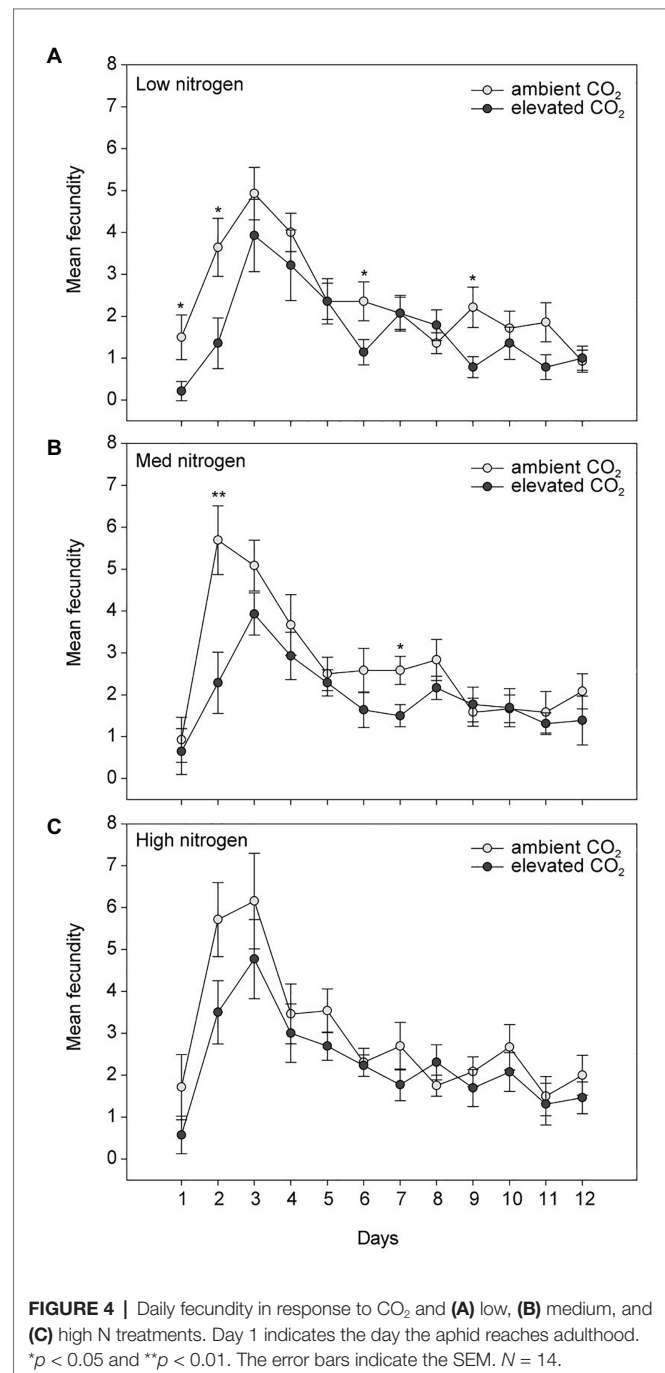 A
8
Low nitrogen
ambient CO₂
7
elevated CO₂
6
5
Mean fecundity
4
*
3
*
*
*
2
1
0
B
8
Med nitrogen
ambient CO₂
7
**
elevated CO₂
6
5
Mean fecundity
4
3
*
2
1
0
C
High nitrogen
ambient CO₂
7
elevated CO₂
6
5
Mean fecundity
4
3
2
1
0
1 2 3 4 5 6 7 8 9 10 11 12
Days
FIGURE 4 | Daily fecundity in response to CO₂ and (A) low, (B) medium, and
(C) high N treatments. Day 1 indicates the day the aphid reaches adulthood.
*p < 0.05 and **p < 0.01. The error bars indicate the SEM. N = 14.